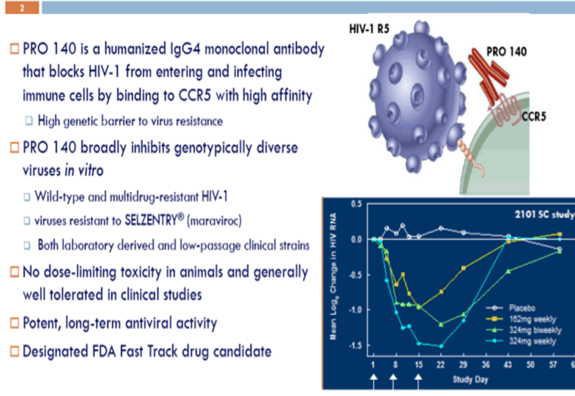 2
PRO 140 is a humanized IgG4 monoclonal antibody
that blocks HIV-1 from entering and infecting
immune cells by binding to CCR5 with high affinity
High genetic barrier to virus resistance
PRO 140 broadly inhibits genotypically diverse
viruses in vitro
Wild-type and multidrug-resistant HIV-1
viruses resistant to SELZENTRY® (maraviroc)
Both laboratory derived and low-passage clinical strains
No dose-limiting toxicity in animals and generally
well tolerated in clinical studies
Potent, long-term antiviral activity
Designated FDA Fast Track drug candidate
HIV-1 R5
PRO 140
CCR5
2101 SC study
Mean Log₁₀ Change in HIV RNA
0.5
0.0
-0.5
-1.0
-1.5
Placebo
162mg weekly
324mg biweekly
324mg weekly
1 8 15 22 29 36 43 50 57
Study Day